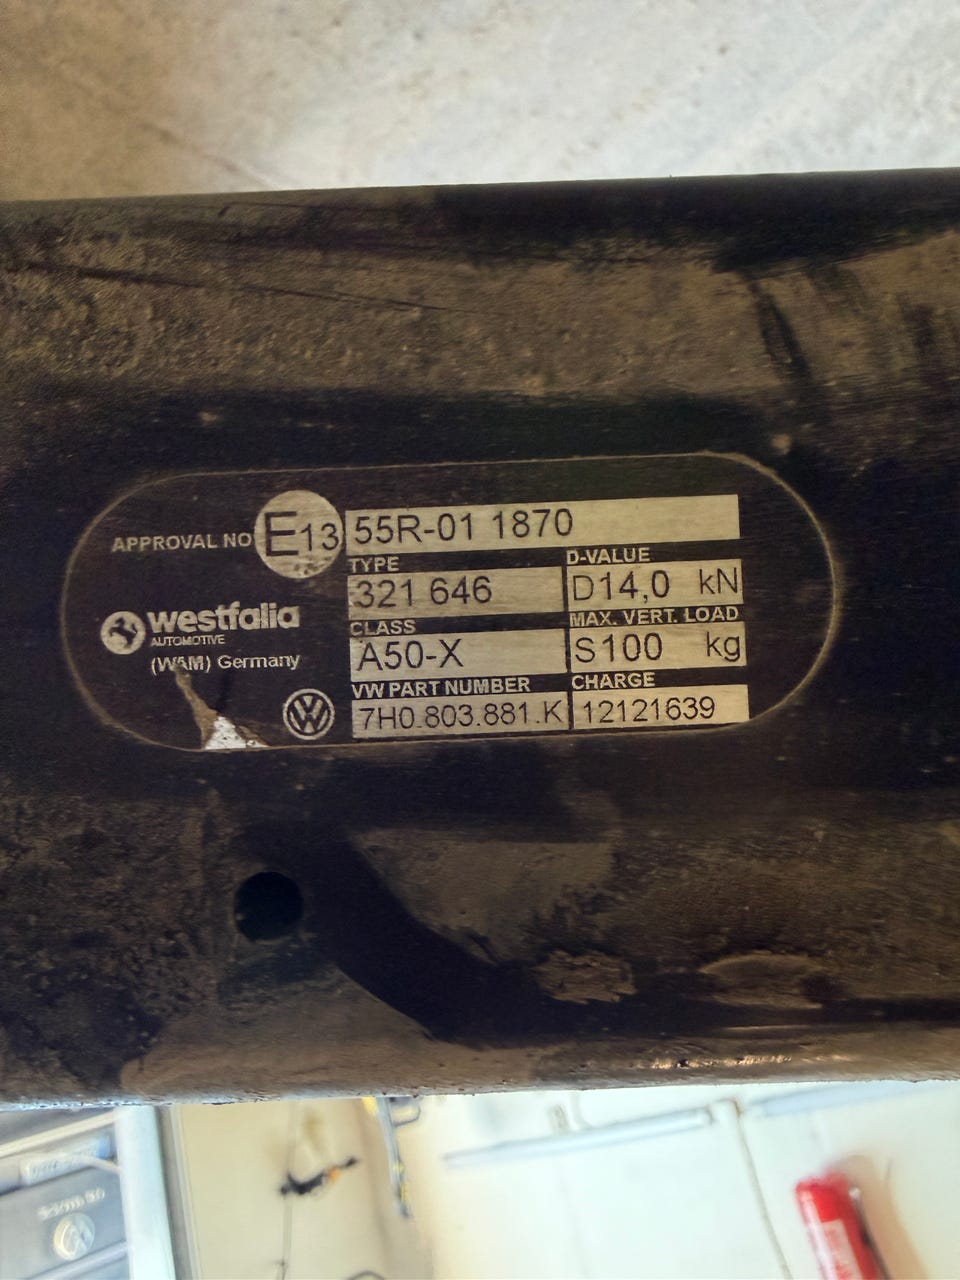 APPROVAL NO E13 55R-01 1870
TYPE D-VALUE
321 646 D14,0 kN
westfalia
AUTOMOTIVE
(WAM) Germany
CLASS MAX. VERT. LOAD
A50-X S100 kg
VW PART NUMBER CHARGE
7H0.803.881.K 12121639